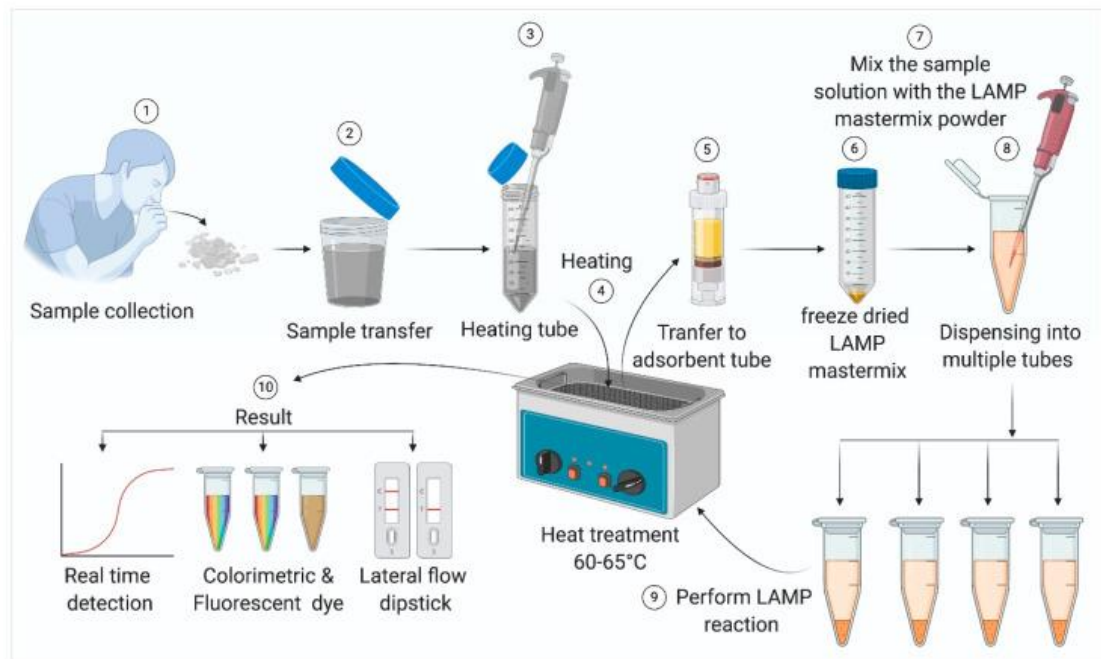 1
Sample collection
2
Sample transfer
3
Heating tube
Heating
4
5
Tranfer to
adsorbent tube
6
freeze dried
LAMP
mastermix
7
Mix the sample
solution with the LAMP
mastermix powder
8
Dispensing into
multiple tubes
9 Perform LAMP
reaction
Heat treatment
60-65°C
10
Result
Real time
detection
Colorimetric &
Fluorescent dye
Lateral flow
dipstick